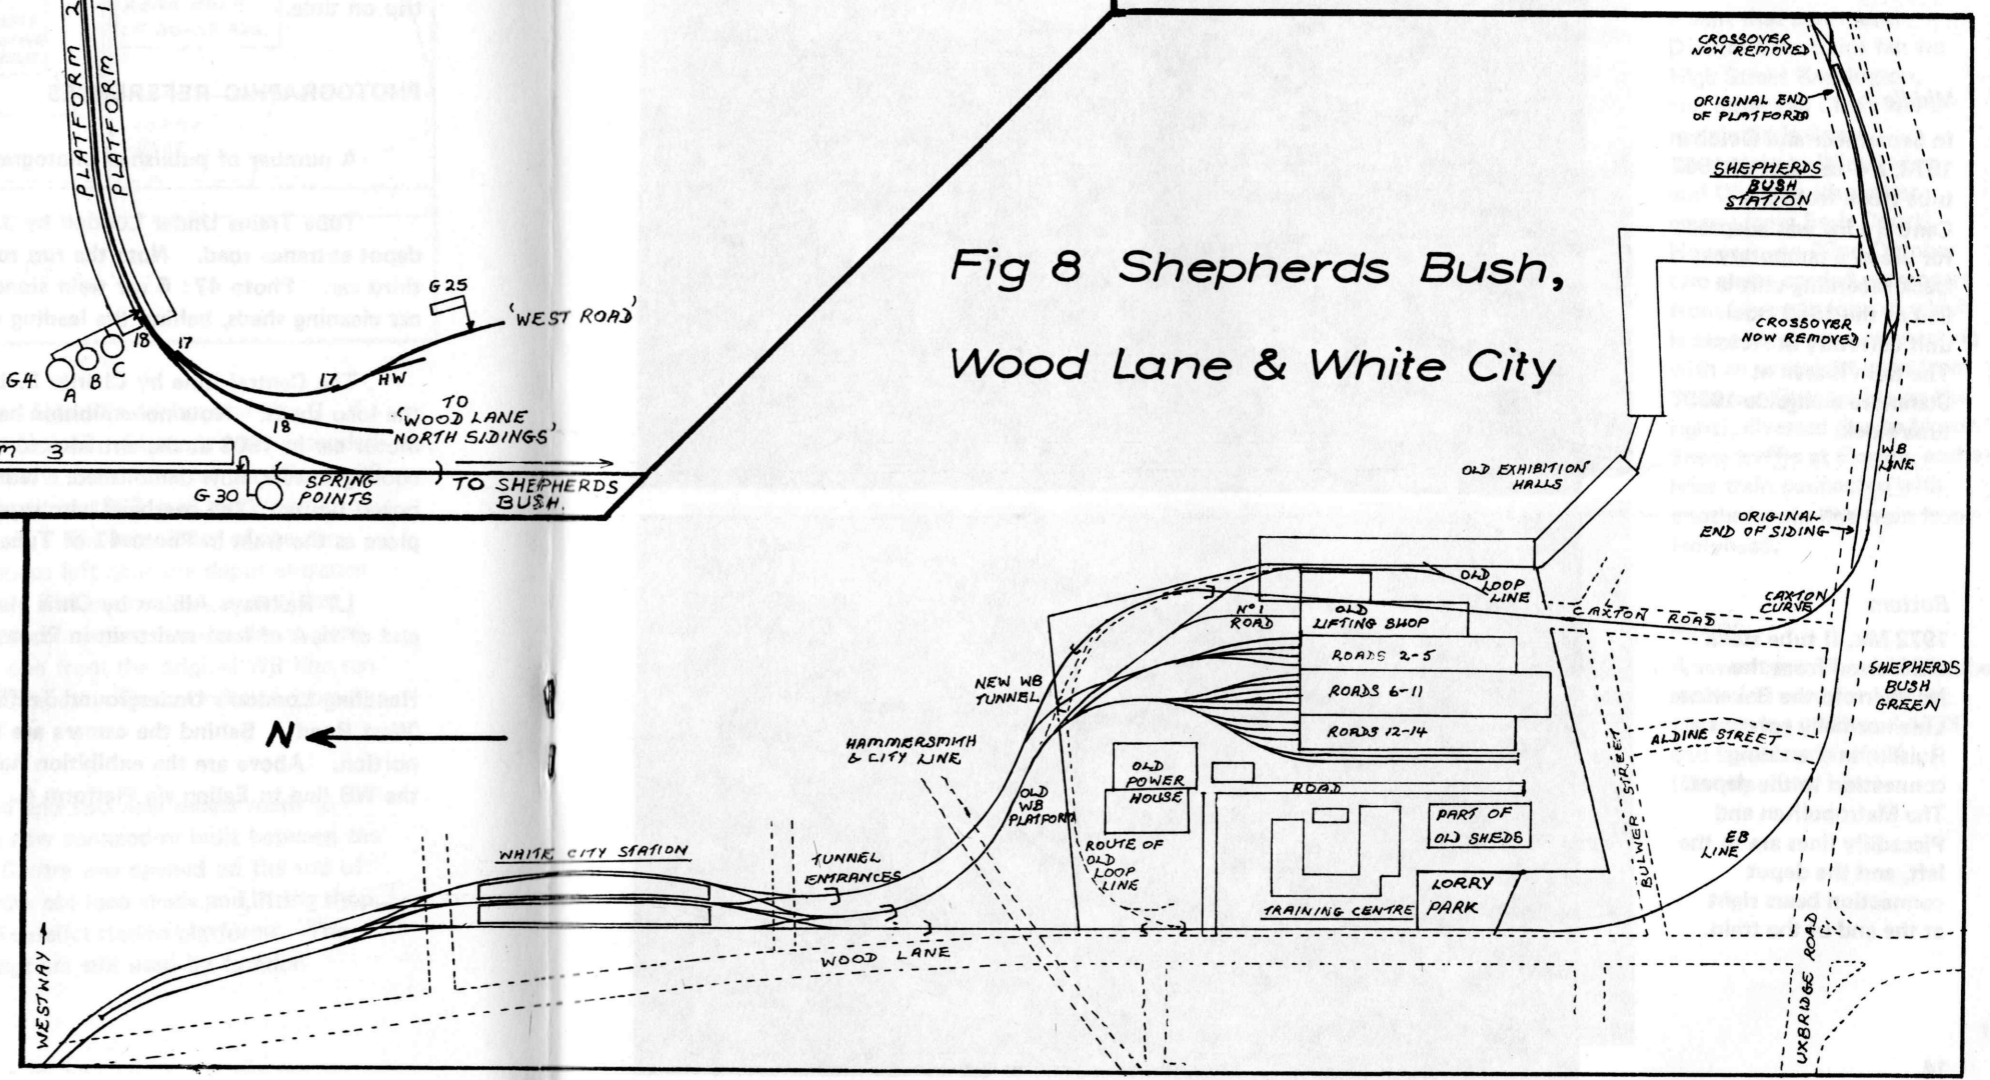 PLATFORM 2
PLATFORM 1
G4
A
B
C
18
17
G 25
'WEST ROAD'
17
HW
TO
'WOOD LANE
NORTH SIDINGS'
18
M 3
G 30
SPRING
POINTS
TO SHEPHERDS
BUSH
Fig 8 Shepherds Bush,
Wood Lane & White City
CROSSOVER
NOW REMOVED
ORIGINAL END
OF PLATFORM
SHEPHERDS
BUSH
STATION
CROSSOVER
NOW REMOVED
WB
LINE
OLD EXHIBITION
HALLS
ORIGINAL
END OF SIDING
CAXTON
CURVE
CAXTON ROAD
OLD
LOOP
LINE
Nº 1
ROAD
OLD
LIFTING SHOP
ROADS 2-5
ROADS 6-11
ROADS 12-14
SHEPHERDS
BUSH
GREEN
NEW WB
TUNNEL
N
HAMMERSMITH
& CITY LINE
OLD
WB
PLATFORM
OLD
POWER
HOUSE
ROAD
PART OF
OLD SHEDS
ALDINE STREET
BULWER STREET
EB
LINE
ROUTE OF
OLD
LOOP
LINE
WHITE CITY STATION
TUNNEL
ENTRANCES
LORRY
PARK
TRAINING CENTRE
WOOD LANE
WESTWAY
UXBRIDGE ROAD